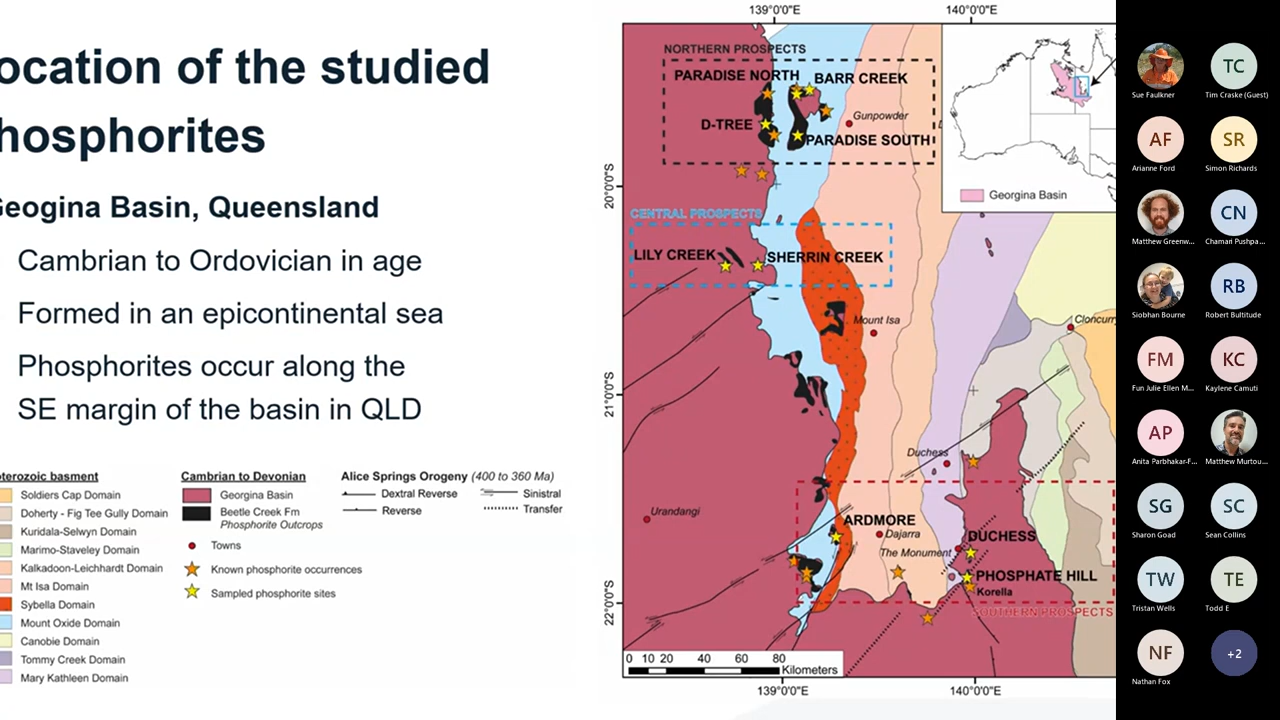 ocation of the studied
hosphorites
Geogina Basin, Queensland
Cambrian to Ordovician in age
Formed in an epicontinental sea
Phosphorites occur along the
SE margin of the basin in QLD
oterozoic basment
Soldiers Cap Domain
Doherty - Fig Tee Gully Domain
Kuridala-Selwyn Domain
Marimo-Staveley Domain
Kalkadoon-Leichhardt Domain
Mt Isa Domain
Sybella Domain
Mount Oxide Domain
Canobie Domain
Tommy Creek Domain
Mary Kathleen Domain
Cambrian to Devonian
Georgina Basin
Beetle Creek Fm
Phosphorite Outcrops
Towns
Known phosphorite occurrences
Sampled phosphorite sites
Alice Springs Orogeny (400 to 360 Ma)
Dextral Reverse
Sinistral
Reverse
Transfer
139°0'0"E
140°0'0"E
NORTHERN PROSPECTS
PARADISE NORTH
BARR CREEK
Gunpowder
D-TREE
PARADISE SOUTH
20°0'0"S
Georgina Basin
CENTRAL PROSPECTS
LILY CREEK
SHERRIN CREEK
Mount Isa
Cloncurry
21°0'0"S
Duchess
Urandangi
ARDMORE
Dajarra
DUCHESS
The Monument
PHOSPHATE HILL
Korella
22°0'0"S
SOUTHERN PROSPECTS
0 10 20 40 60 80
Kilometers
139°0'0"E
140°0'0"E
TC
Sue Faulkner
Tim Craske (Guest)
AF
SR
Arianne Ford
Simon Richards
CN
Matthew Greenw...
Chamari Pushpa...
RB
Siobhan Bourne
Robert Bultitude
FM
KC
Fun Julie Ellen M...
Kaylene Camuti
AP
Anita Parbhakar-F...
Matthew Murtou...
SG
SC
Sharon Goad
Sean Collins
TW
TE
Tristan Wells
Todd E
NF
+2
Nathan Fox